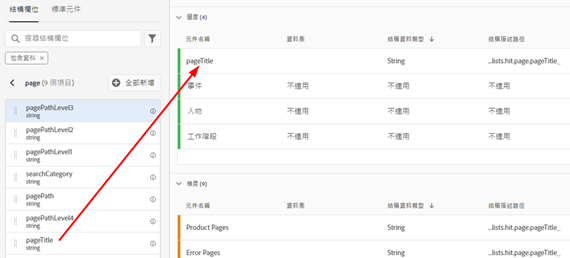 結構欄位 標準元件
搜尋結構欄位
包含資料 ×
page (9 個項目)
全部新增
pagePathLevel3
string
pagePathLevel2
string
pagePathLevel1
string
searchCategory
string
pagePath
string
pagePathLevel4
string
pageTitle
string
量度 (4)
元件名稱 資料集 結構資料類型 結構描述路徑
pageTitle String ...lists.hit.page.pageTitle_
事件 不適用 不適用 不適用
人物 不適用 不適用 不適用
工作階段 不適用 不適用 不適用
維度 (9)
元件名稱 資料集 結構資料類型 結構描述路徑
Product Pages String ...lists.hit.page.pageTitle_
Error Pages String ...lists.hit.page.pageTitle_